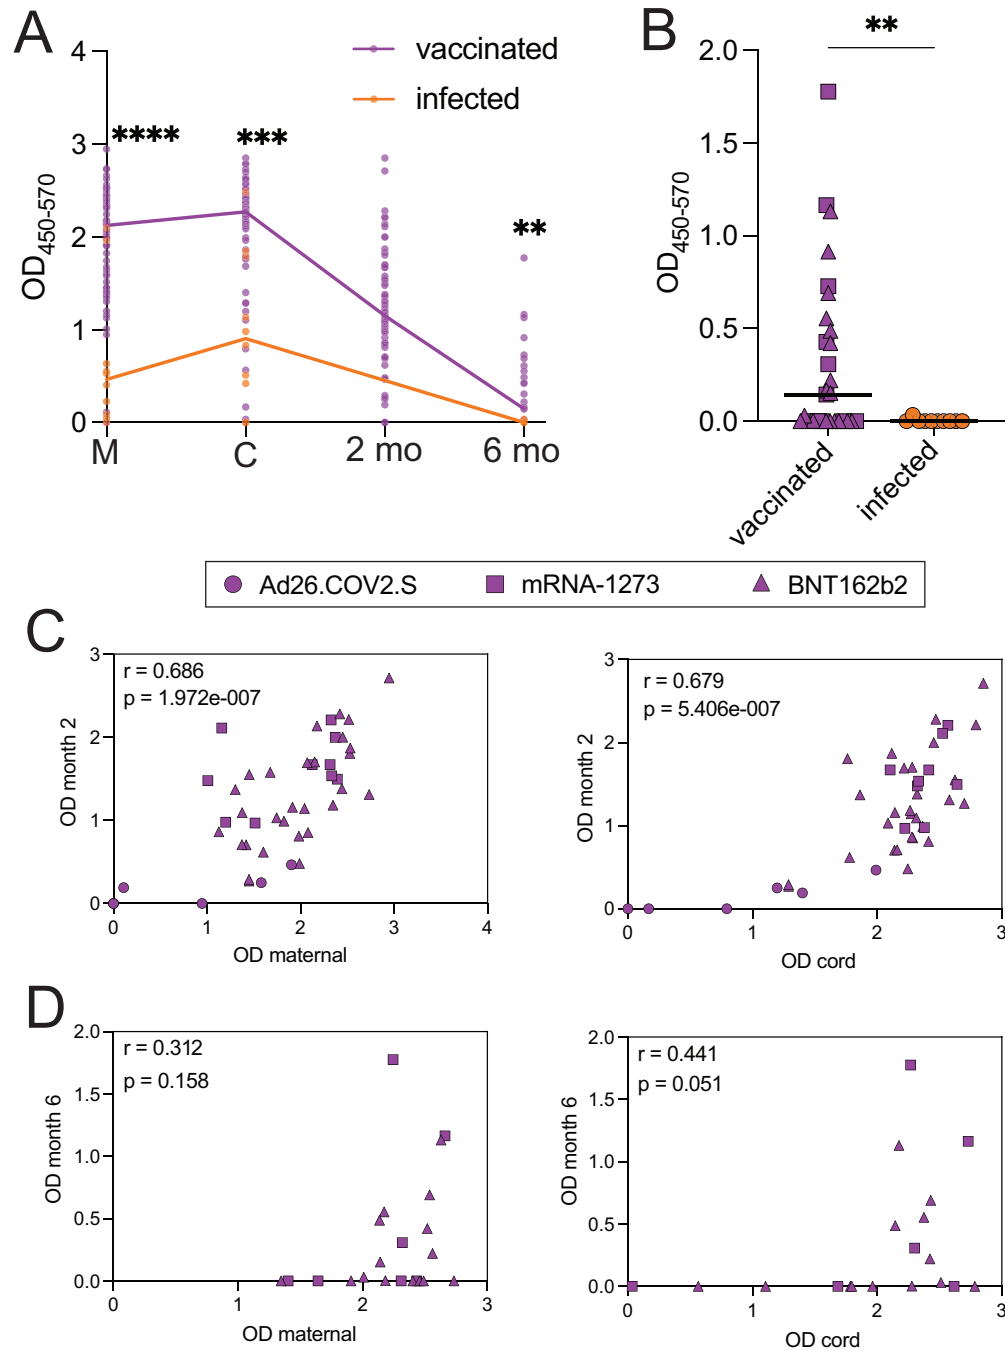 A
vaccinated
infected
4
3
2
1
0
OD450-570
****
***
**
M
C
2 mo
6 mo
B
**
2.0
1.5
1.0
0.5
0.0
OD450-570
vaccinated
infected
Ad26.COV2.S
mRNA-1273
BNT162b2
C
r = 0.686
p = 1.972e-007
3
2
1
0
OD month 2
0
1
2
3
4
OD maternal
r = 0.679
p = 5.406e-007
3
2
1
0
OD month 2
0
1
2
3
OD cord
D
r = 0.312
p = 0.158
2.0
1.5
1.0
0.5
0.0
OD month 6
0
1
2
3
OD maternal
r = 0.441
p = 0.051
2.0
1.5
1.0
0.5
0.0
OD month 6
0
1
2
3
OD cord